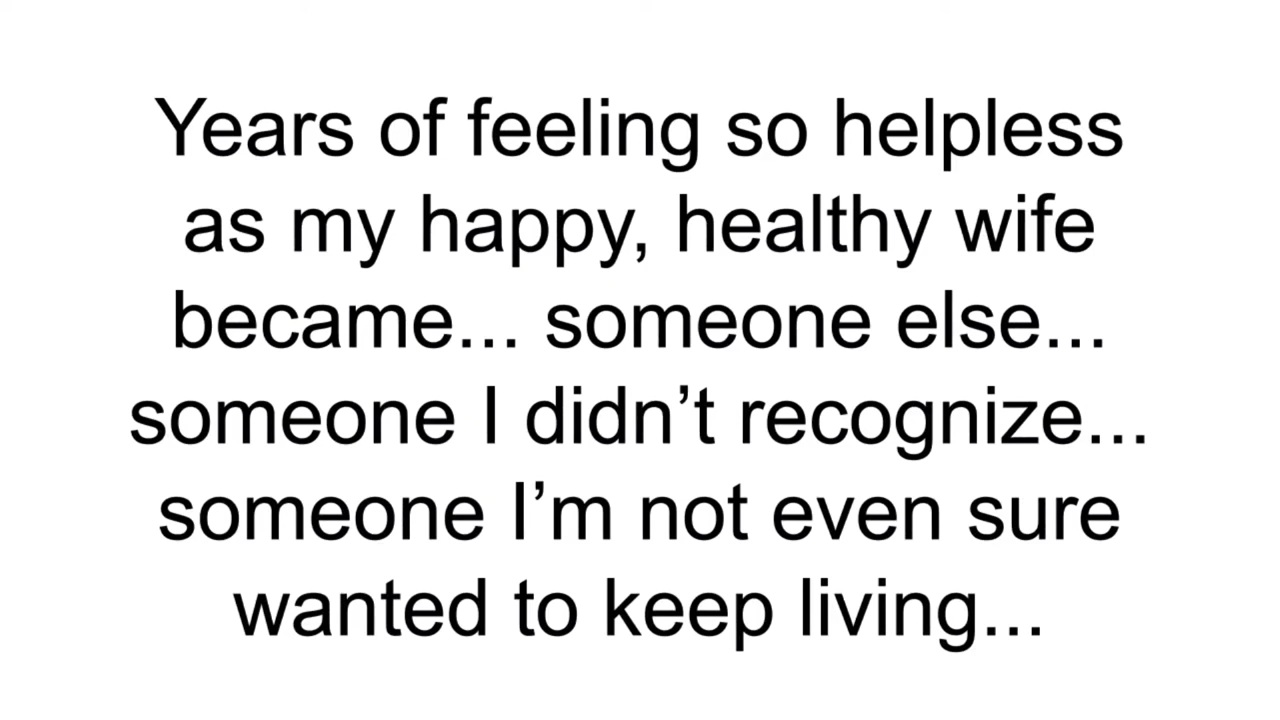 Years of feeling so helpless
as my happy, healthy wife
became... someone else...
someone I didn’t recognize...
someone I’m not even sure
wanted to keep living...